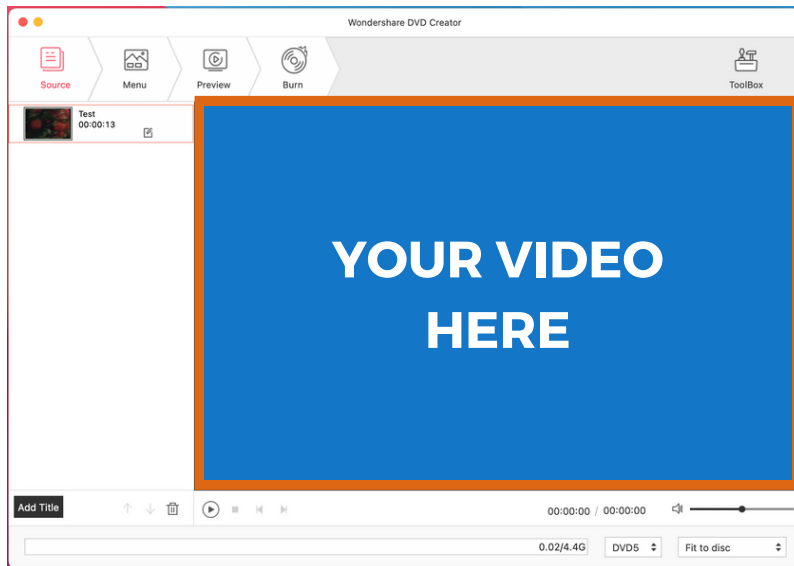 Wondershare DVD Creator
Source
Menu
Preview
Burn
ToolBox
Test
00:00:13
YOUR VIDEO
HERE
Add Title
00:00:00 / 00:00:00
0.02/4.4G
DVD5
Fit to disc